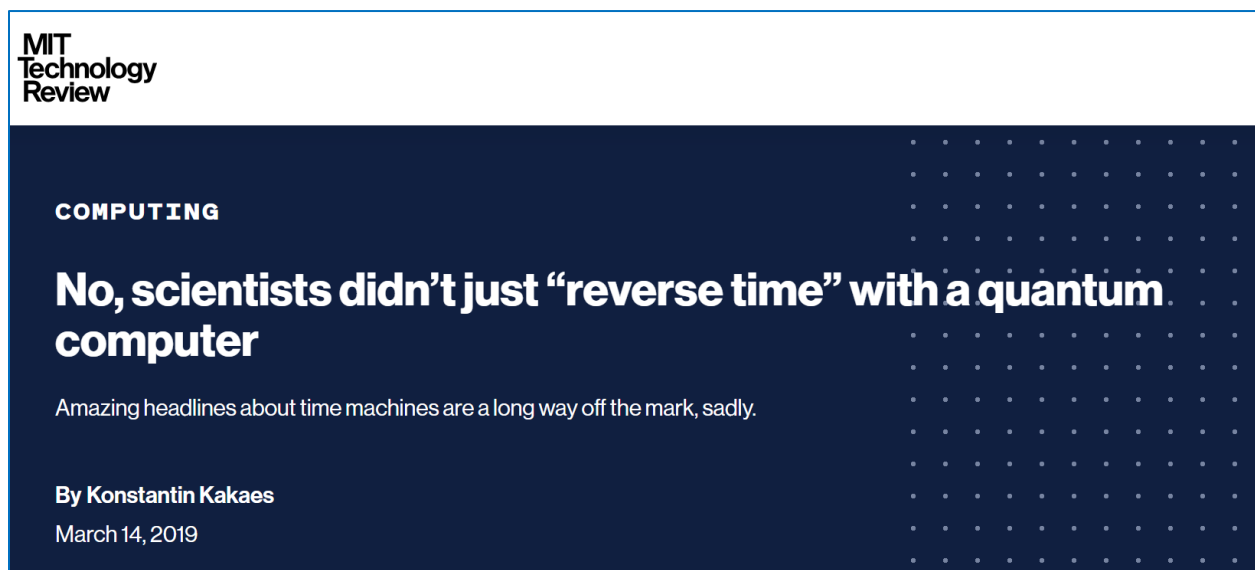 MIT
Technology
Review
COMPUTING
No, scientists didn’t just “reverse time” with a quantum
computer
Amazing headlines about time machines are a long way off the mark, sadly.
By Konstantin Kakaes
March 14, 2019